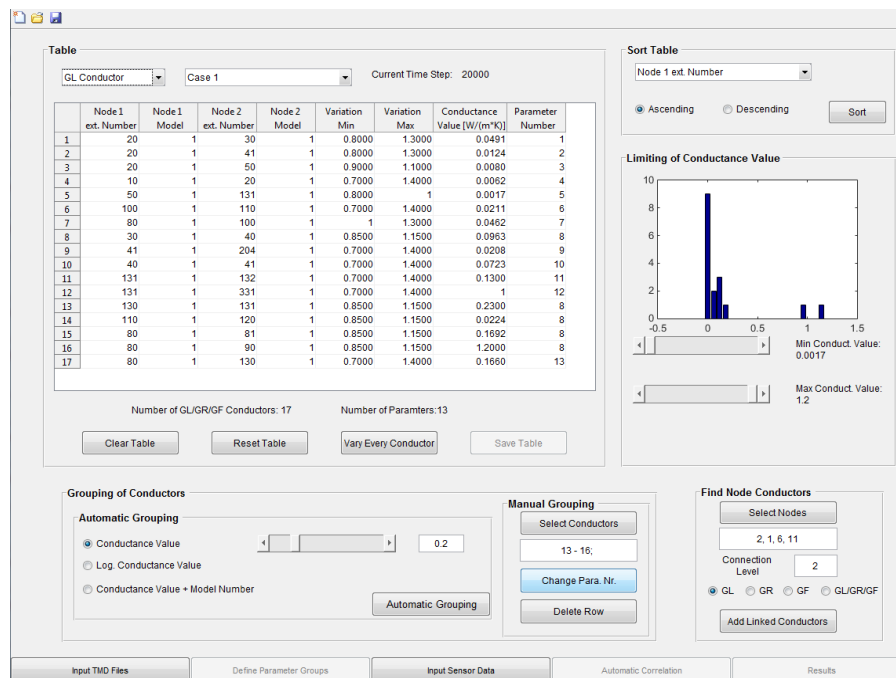 Table
GL Conductor Case 1 Current Time Step: 20000
Node 1 Node 1 Node 2 Node 2 Variation Variation Conductance Parameter
ext. Number Model ext. Number Model Min Max Value [W/(m*K)] Number
1 20 1 30 1 0.8000 1.3000 0.0491 1
2 20 1 41 1 0.8000 1.3000 0.0124 2
3 20 1 50 1 0.9000 1.1000 0.0080 3
4 10 1 20 1 0.7000 1.4000 0.0062 4
5 50 1 131 1 0.8000 1 0.0017 5
6 100 1 110 1 0.7000 1.4000 0.0211 6
7 80 1 100 1 1 1.3000 0.0462 7
8 30 1 40 1 0.8500 1.1500 0.0963 8
9 41 1 204 1 0.7000 1.4000 0.0208 9
10 40 1 41 1 0.7000 1.4000 0.0723 10
11 131 1 132 1 0.7000 1.4000 0.1300 11
12 131 1 331 1 0.7000 1.4000 1 12
13 130 1 131 1 0.8500 1.1500 0.2300 8
14 110 1 120 1 0.8500 1.1500 0.0224 8
15 80 1 81 1 0.8500 1.1500 0.1692 8
16 80 1 90 1 0.8500 1.1500 1.2000 8
17 80 1 130 1 0.7000 1.4000 0.1660 13
Number of GL/GR/GF Conductors: 17 Number of Paramters:13
Clear Table Reset Table Vary Every Conductor Save Table
Sort Table
Node 1 ext. Number
Ascending Descending Sort
Limiting of Conductance Value
10
8
6
4
2
0
-0.5 0 0.5 1 1.5
Min Conduct. Value:
0.0017
Max Conduct. Value:
1.2
Grouping of Conductors
Automatic Grouping
Conductance Value 0.2
Log. Conductance Value
Conductance Value + Model Number
Automatic Grouping
Manual Grouping
Select Conductors
13 - 16;
Change Para. Nr.
Delete Row
Find Node Conductors
Select Nodes
2, 1, 6, 11
Connection
Level 2
GL GR GF GL/GR/GF
Add Linked Conductors
Input TMD Files Define Parameter Groups Input Sensor Data Automatic Correlation Results